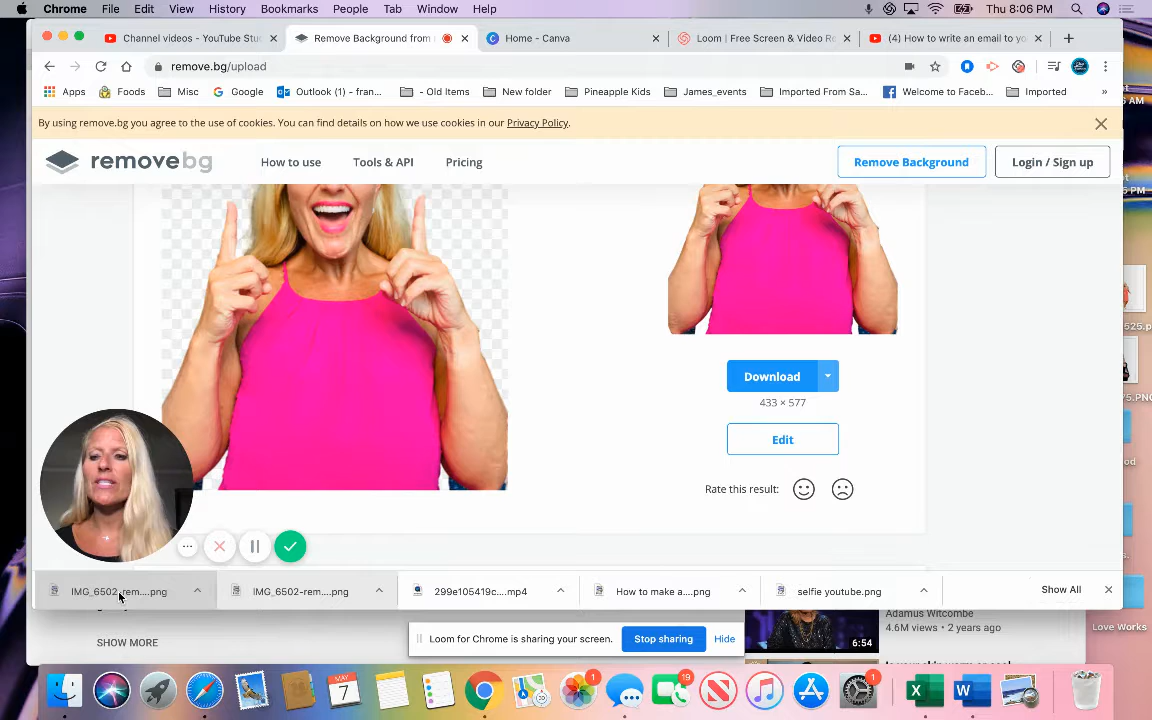 Chrome File Edit View History Bookmarks People Tab Window Help Thu 8:06 PM
Channel videos - YouTube Stu
Remove Background from
Home - Canva
Loom | Free Screen & Video Re
(4) How to write an email to yo
remove.bg/upload
Apps Foods Misc Google Outlook (1) - fran... - Old Items New folder Pineapple Kids James_events Imported From Sa... Welcome to Faceb... Imported »
By using remove.bg you agree to the use of cookies. You can find details on how we use cookies in our Privacy Policy.
removebg How to use Tools & API Pricing Remove Background Login / Sign up
Download
433 × 577
Edit
Rate this result:
IMG_6502-rem....png
IMG_6502-rem....png
299e105419c....mp4
How to make a....png
selfie youtube.png
Show All
Adamus Witcomber
4.6M views • 2 years ago
6:54
SHOW MORE
Loom for Chrome is sharing your screen. Stop sharing Hide
Love Works
MAY
7
1
19
1